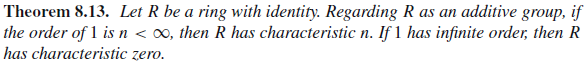 Theorem 8.13. Let R be a ring with identity. Regarding R as an additive group, if
the order of 1 is n < ∞, then R has characteristic n. If 1 has infinite order, then R
has characteristic zero.